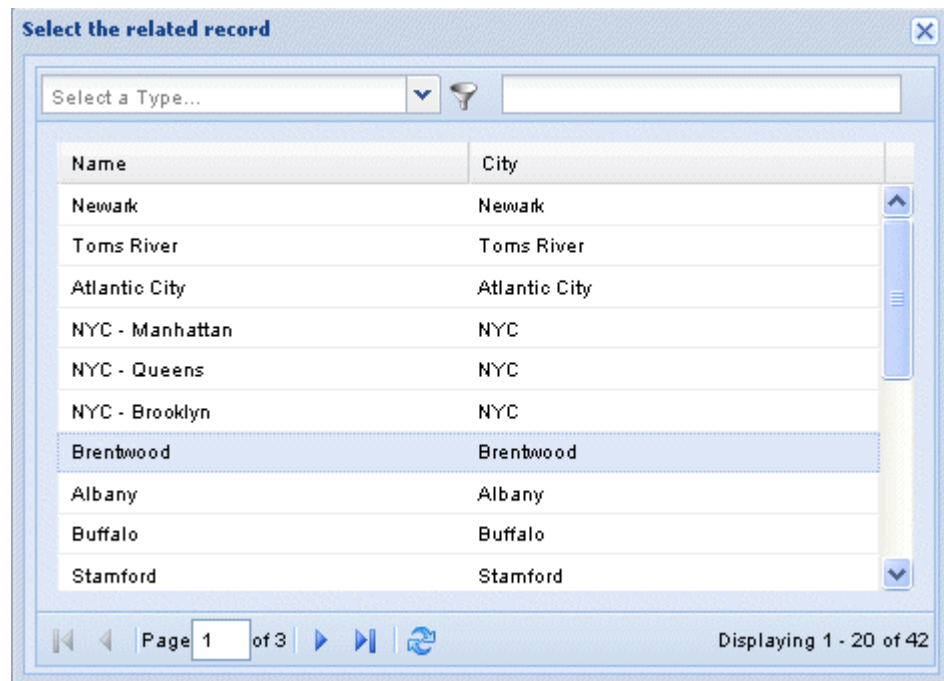 Select the related record
Select a Type...
Name City
Newark Newark
Toms River Toms River
Atlantic City Atlantic City
NYC - Manhattan NYC
NYC - Queens NYC
NYC - Brooklyn NYC
Brentwood Brentwood
Albany Albany
Buffalo Buffalo
Stamford Stamford
Page 1 of 3 Displaying 1 - 20 of 42